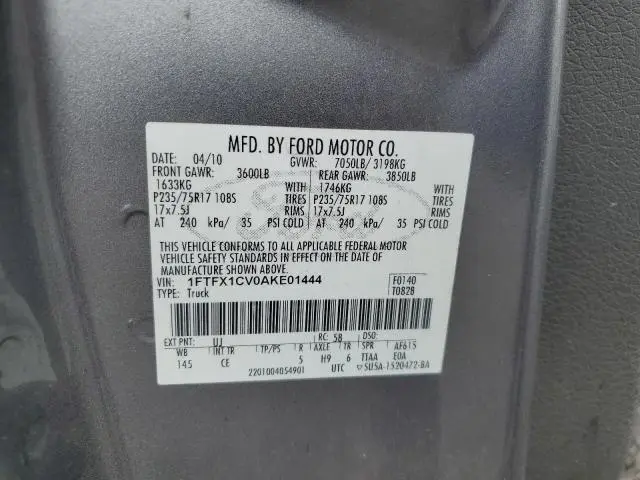 MFD. BY FORD MOTOR CO.
DATE: 04/10 GVWR: 7050LB/ 3198KG
FRONT GAWR: 3600LB REAR GAWR: 3850LB
1633KG WITH 1746KG WITH
P235/75R17 108S TIRES P235/75R17 108S TIRES
17x7.5J RIMS 17x7.5J RIMS
AT 240 kPa/ 35 PSI COLD AT 240 kPa/ 35 PSI COLD
THIS VEHICLE CONFORMS TO ALL APPLICABLE FEDERAL MOTOR
VEHICLE SAFETY STANDARDS IN EFFECT ON THE DATE OF
MANUFACTURE SHOWN ABOVE.
VIN: 1FTFX1CV0AKE01444 F0140
TYPE: Truck T0828
EXT PNT: UJ RC: 58 DSO:
WB INT TR TP/PS R AXLE TR SPR AF615
145 CE 5 H9 6 TTAA E0A
2201004054901 UTC 5U5A-1520472-BA